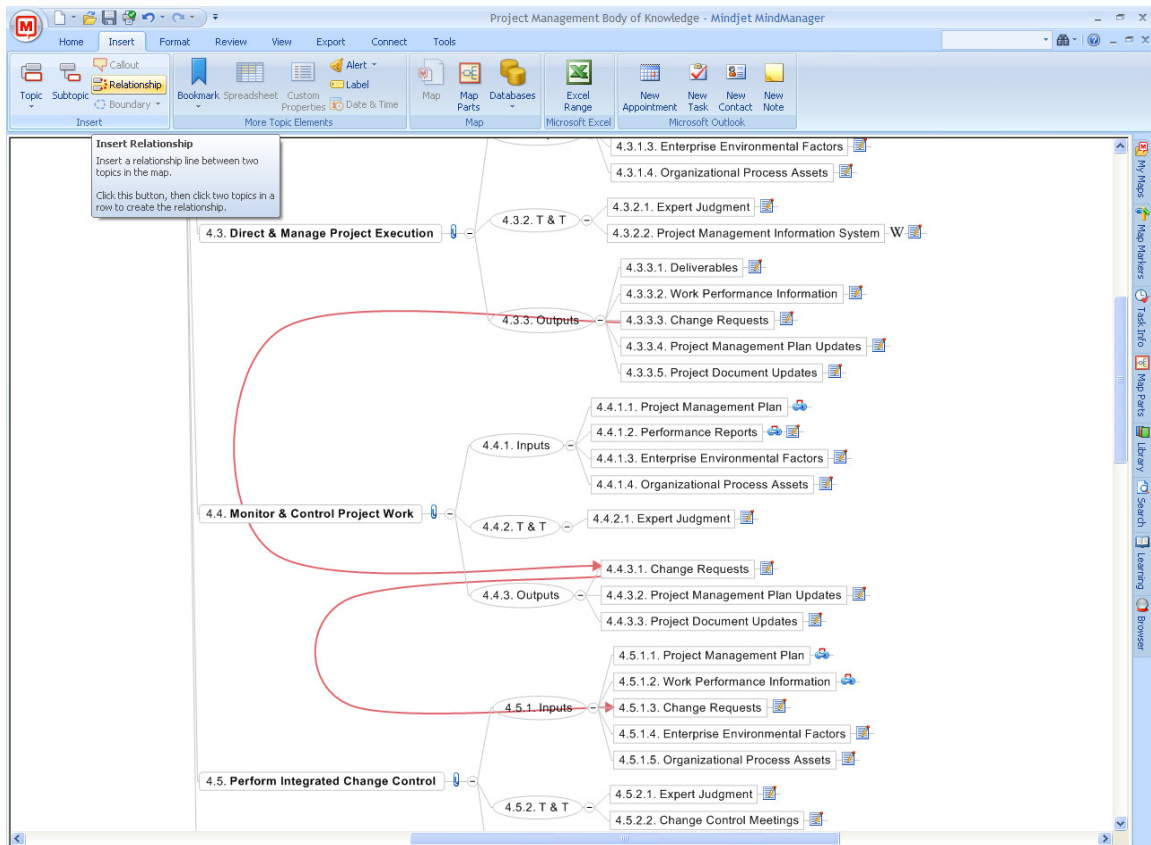 Project Management Body of Knowledge - Mindjet MindManager
Home Insert Format Review View Export Connect Tools
Topic
Subtopic
Callout
Relationship
Boundary
Insert
Bookmark
Spreadsheet
Custom
Properties
Alert
Label
Date & Time
More Topic Elements
Map
Map
Parts
Databases
Map
Excel
Range
Microsoft Excel
New
Appointment
New
Task
New
Contact
New
Note
Microsoft Outlook
Insert Relationship
Insert a relationship line between two
topics in the map.
Click this button, then click two topics in a
row to create the relationship.
4.3.1.3. Enterprise Environmental Factors
4.3.1.4. Organizational Process Assets
4.3. Direct & Manage Project Execution
4.3.2. T & T
4.3.2.1. Expert Judgment
4.3.2.2. Project Management Information System W
4.3.3. Outputs
4.3.3.1. Deliverables
4.3.3.2. Work Performance Information
4.3.3.3. Change Requests
4.3.3.4. Project Management Plan Updates
4.3.3.5. Project Document Updates
4.4. Monitor & Control Project Work
4.4.1. Inputs
4.4.1.1. Project Management Plan
4.4.1.2. Performance Reports
4.4.1.3. Enterprise Environmental Factors
4.4.1.4. Organizational Process Assets
4.4.2. T & T
4.4.2.1. Expert Judgment
4.4.3. Outputs
4.4.3.1. Change Requests
4.4.3.2. Project Management Plan Updates
4.4.3.3. Project Document Updates
4.5. Perform Integrated Change Control
4.5.1. Inputs
4.5.1.1. Project Management Plan
4.5.1.2. Work Performance Information
4.5.1.3. Change Requests
4.5.1.4. Enterprise Environmental Factors
4.5.1.5. Organizational Process Assets
4.5.2. T & T
4.5.2.1. Expert Judgment
4.5.2.2. Change Control Meetings
My Maps
Map Markers
Task Info
Map Parts
Library
Search
Learning
Browser